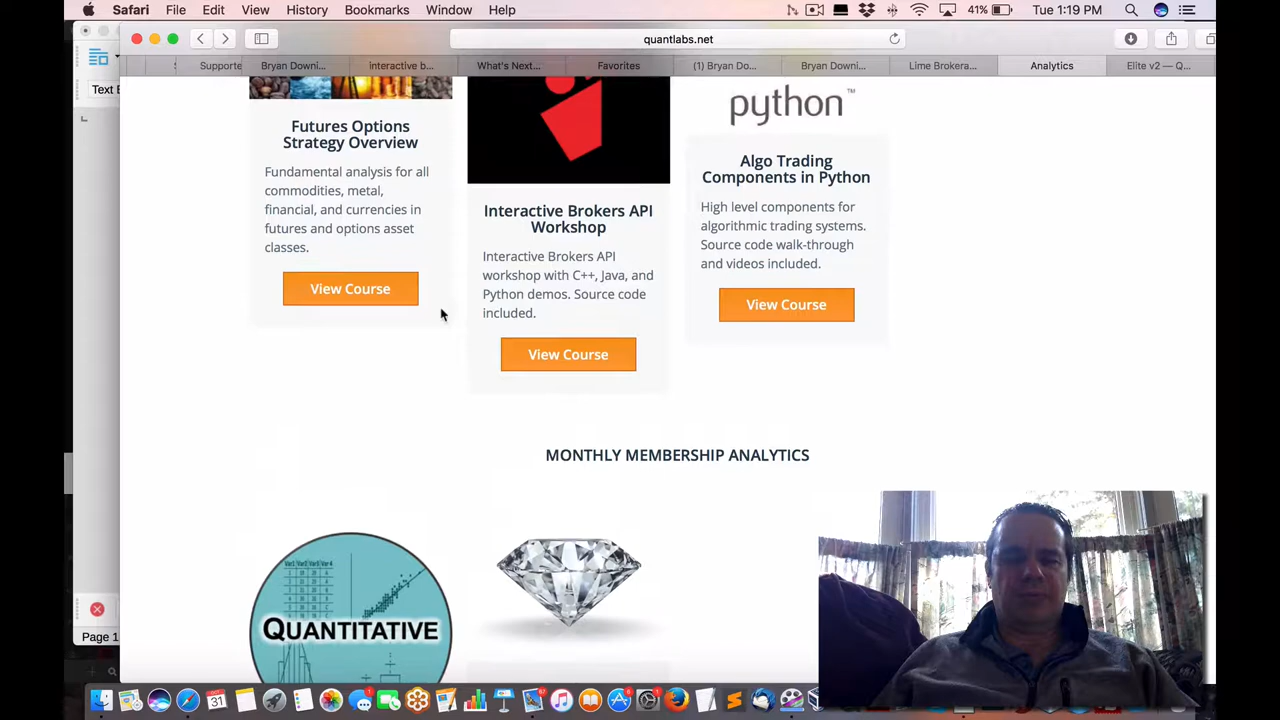 Safari File Edit View History Bookmarks Window Help 41% Tue 1:19 PM
quantlabs.net
Supporte Bryan Downi... interactive b... What's Next... Favorites (1) Bryan Do... Bryan Downi... Lime Brokera... Analytics Elite v2 — Q...
Text B
Futures Options
Strategy Overview
Fundamental analysis for all
commodities, metal,
financial, and currencies in
futures and options asset
classes.
View Course
Interactive Brokers API
Workshop
Interactive Brokers API
workshop with C++, Java, and
Python demos. Source code
included.
View Course
python™
Algo Trading
Components in Python
High level components for
algorithmic trading systems.
Source code walk-through
and videos included.
View Course
MONTHLY MEMBERSHIP ANALYTICS
QUANTITATIVE
Page 1